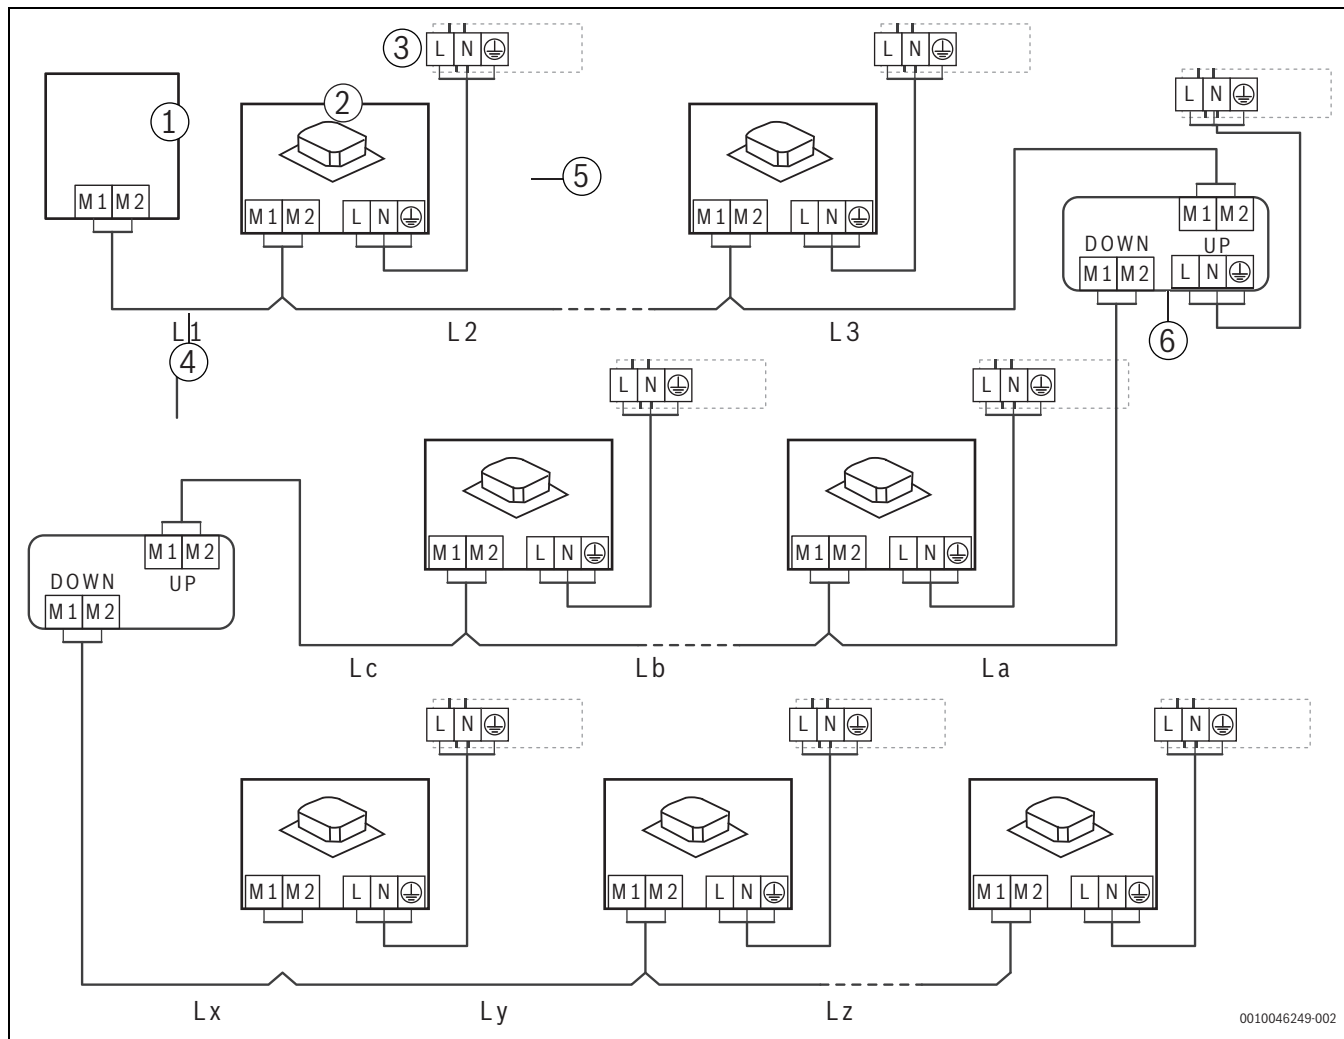 3 L N L N
L N
1 2
5
M1 M2 M1 M2 L N M1 M2 L N M1 M2
DOWN UP
M1 M2 L N
L1 L2 L3
4 6
L N L N
M1 M2 L N M1 M2 L N M1 M2
DOWN UP
M1 M2
Lc Lb La
L N L N L N
M1 M2 L N M1 M2 L N M1 M2 L N
Lx Ly Lz
0010046249-002